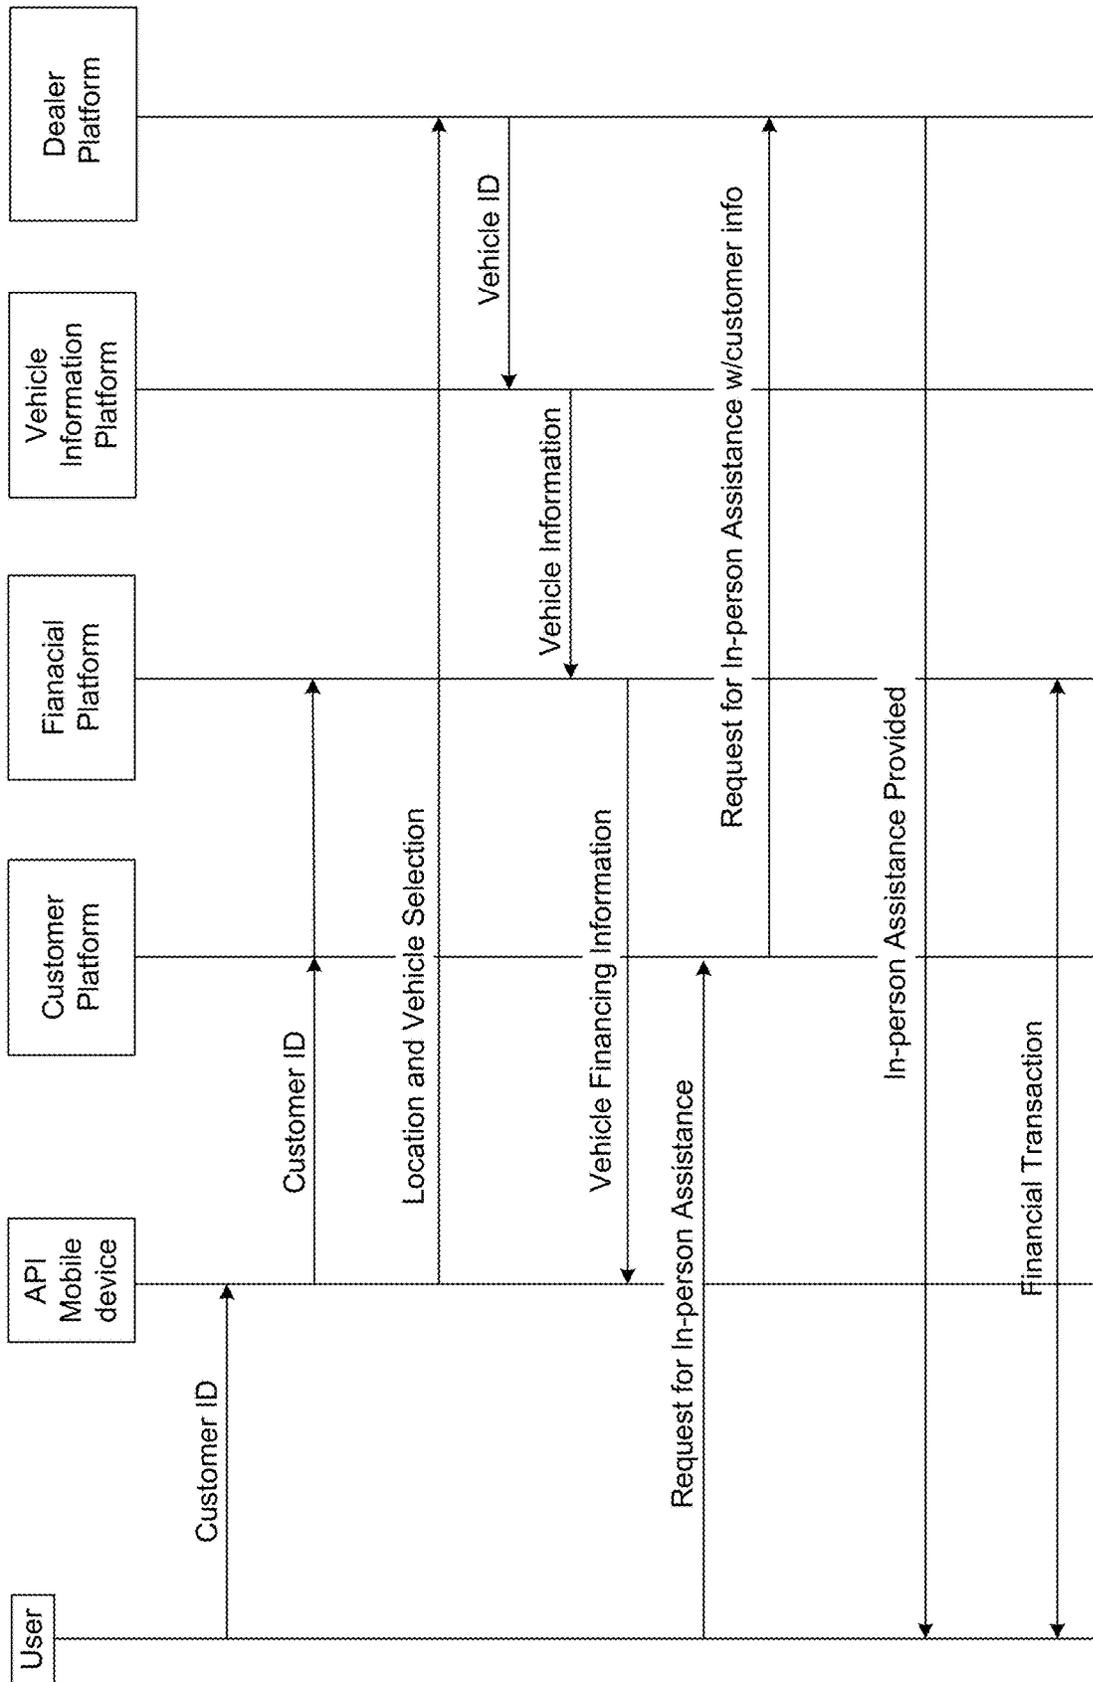 User
API
Mobile
device
Customer
Platform
Fianacial
Platform
Vehicle
Information
Platform
Dealer
Platform
Customer ID
Customer ID
Location and Vehicle Selection
Vehicle ID
Vehicle Information
Vehicle Financing Information
Request for In-person Assistance
Request for In-person Assistance w/customer info
In-person Assistance Provided
Financial Transaction